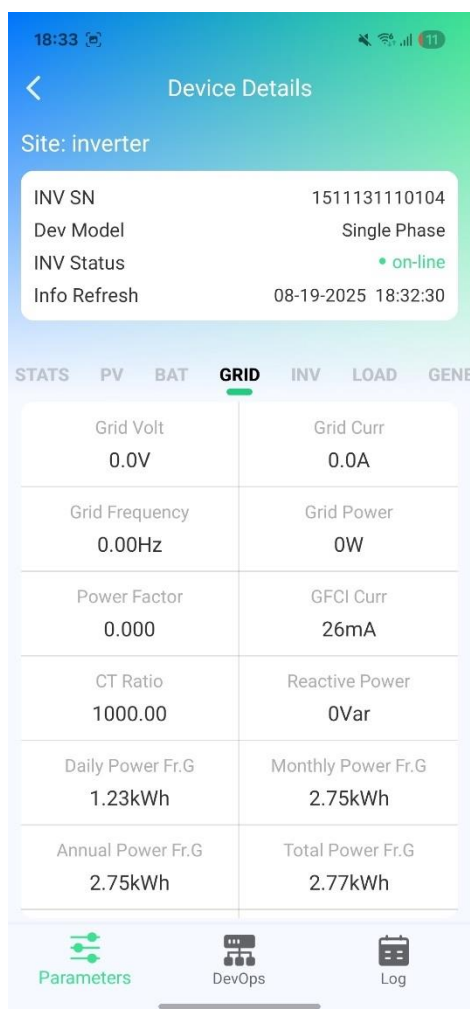 18:33 11
Device Details
Site: inverter
INV SN 1511131110104
Dev Model Single Phase
INV Status • on-line
Info Refresh 08-19-2025 18:32:30
STATS PV BAT GRID INV LOAD GENE
Grid Volt Grid Curr
0.0V 0.0A
Grid Frequency Grid Power
0.00Hz 0W
Power Factor GFCI Curr
0.000 26mA
CT Ratio Reactive Power
1000.00 0Var
Daily Power Fr.G Monthly Power Fr.G
1.23kWh 2.75kWh
Annual Power Fr.G Total Power Fr.G
2.75kWh 2.77kWh
Parameters DevOps Log